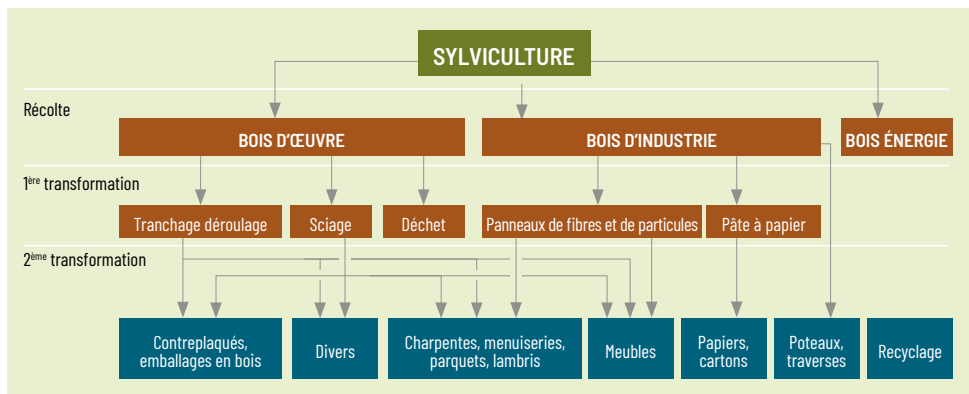 SYLVICULTURE
Récolte
BOIS D'ŒUVRE
BOIS D'INDUSTRIE
BOIS ÉNERGIE
1ère transformation
Tranchage déroulage
Sciage
Déchet
Panneaux de fibres et de particules
Pâte à papier
2ème transformation
Contreplaqués,
emballages en bois
Divers
Charpentes, menuiseries,
parquets, lambris
Meubles
Papiers,
cartons
Poteaux,
traverses
Recyclage